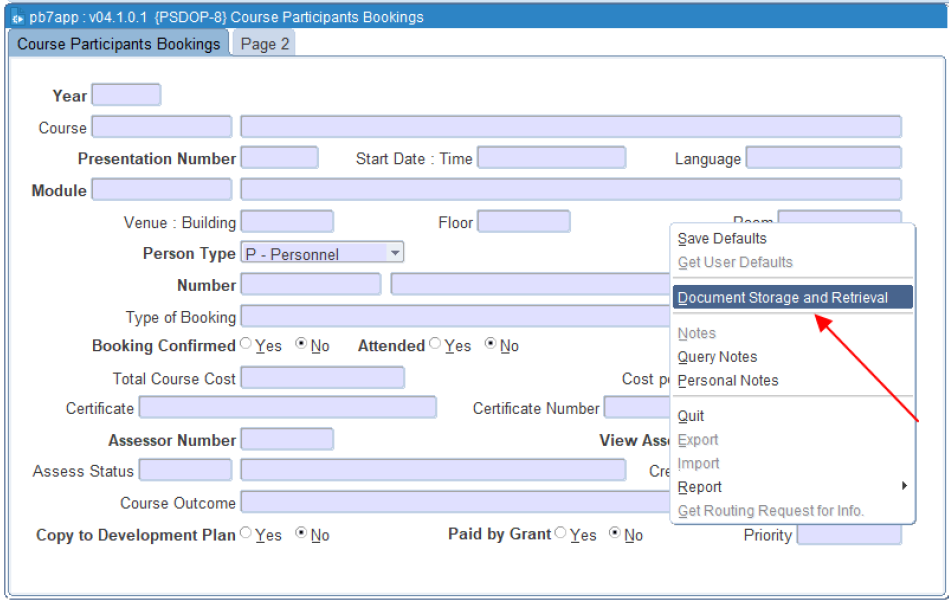 pb7app : v04.1.0.1 {PSDOP-8} Course Participants Bookings
Course Participants Bookings Page 2
Year
Course
Presentation Number Start Date : Time Language
Module
Venue : Building Floor Room
Person Type P - Personnel
Number
Type of Booking
Booking Confirmed Yes No Attended Yes No
Total Course Cost Cost p
Certificate Certificate Number
Assessor Number View Ass
Assess Status Cre
Course Outcome
Copy to Development Plan Yes No Paid by Grant Yes No Priority
Save Defaults
Get User Defaults
Document Storage and Retrieval
Notes
Query Notes
Personal Notes
Quit
Export
Import
Report
Get Routing Request for Info.